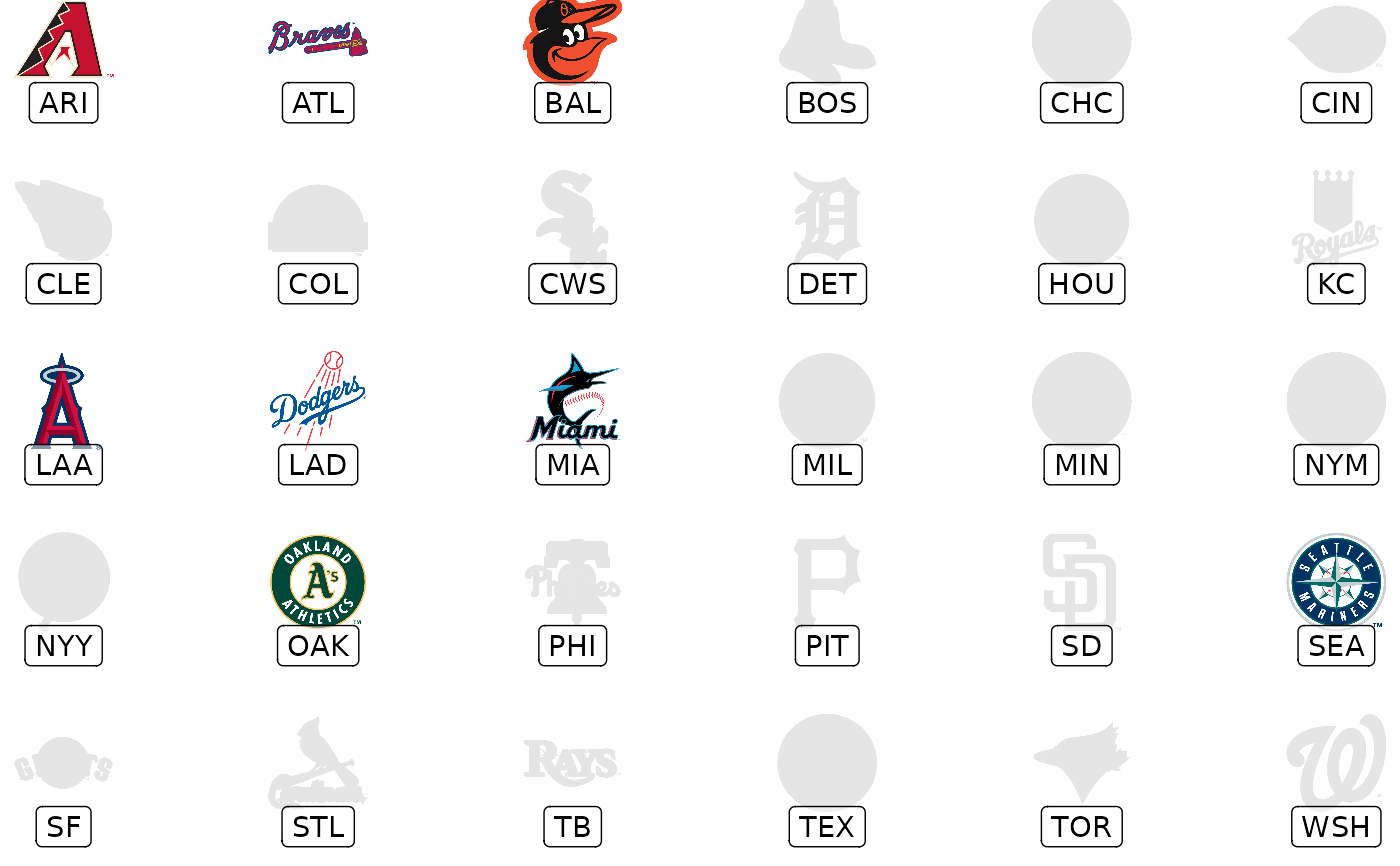 Braves
ARI
ATL
BAL
BOS
CHC
CIN
Royals
CLE
COL
CWS
DET
HOU
KC
Dodgers
Miami
LAA
LAD
MIA
MIL
MIN
NYM
OAKLAND
A's
ATHLETICS
Phillies
P
SD
SEATTLE
MARINERS
NYY
OAK
PHI
PIT
SD
SEA
GIANTS
RAYS
W
SF
STL
TB
TEX
TOR
WSH